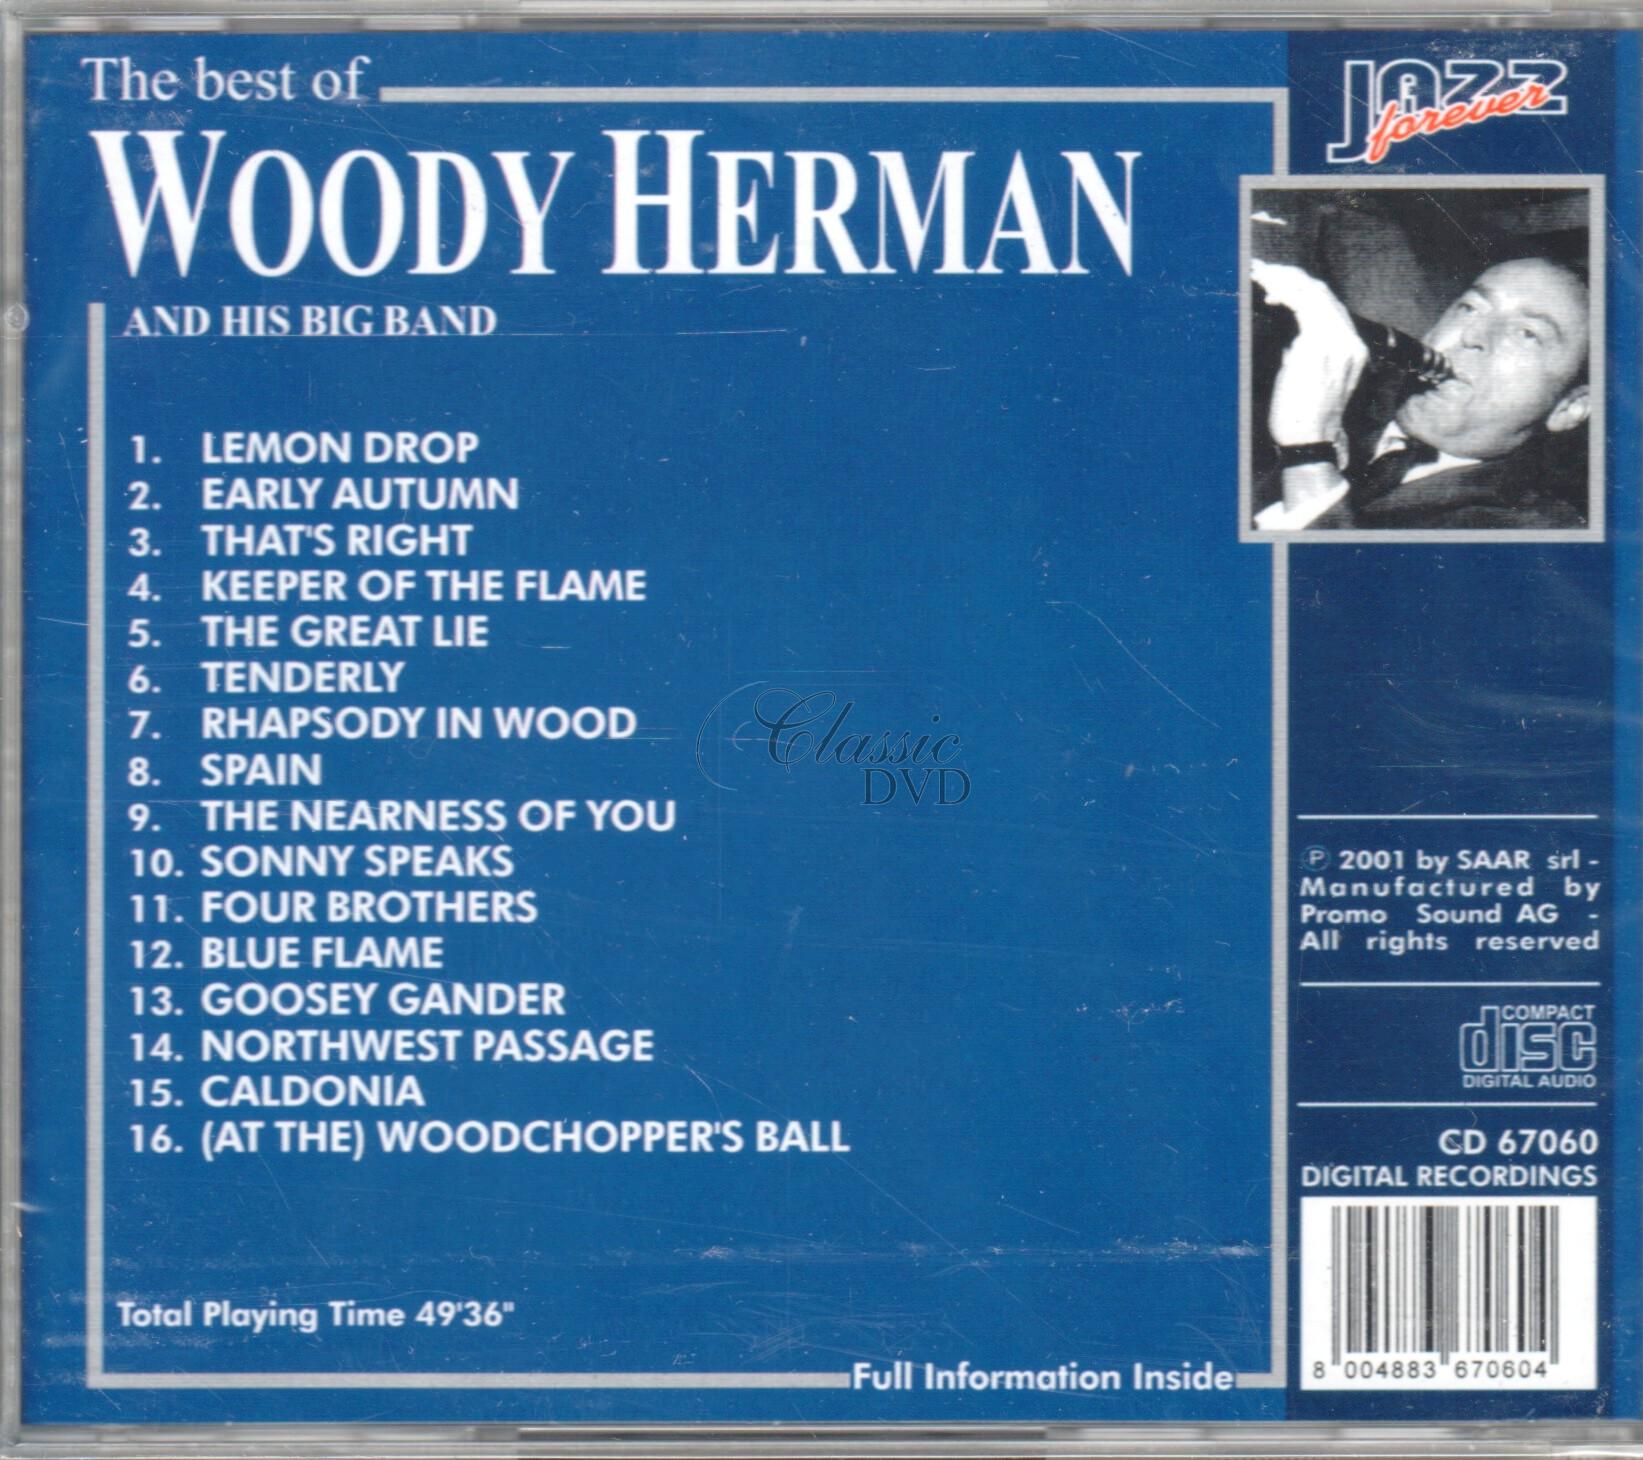 The best of
WOODY HERMAN
AND HIS BIG BAND
JAZZ
forever
1. LEMON DROP
2. EARLY AUTUMN
3. THAT'S RIGHT
4. KEEPER OF THE FLAME
5. THE GREAT LIE
6. TENDERLY
7. RHAPSODY IN WOOD
8. SPAIN
9. THE NEARNESS OF YOU
10. SONNY SPEAKS
11. FOUR BROTHERS
12. BLUE FLAME
13. GOOSEY GANDER
14. NORTHWEST PASSAGE
15. CALDONIA
16. (AT THE) WOODCHOPPER'S BALL
Classic
DVD
Total Playing Time 49'36"
Full Information Inside
℗ 2001 by SAAR srl -
Manufactured by
Promo Sound AG -
All rights reserved
COMPACT
disc
DIGITAL AUDIO
CD 67060
DIGITAL RECORDINGS
8 004883 670604